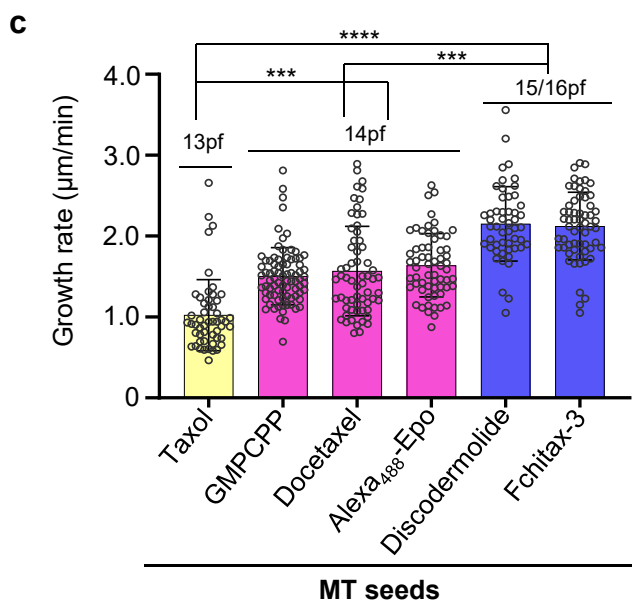 c
****
***
***
15/16pf
13pf
14pf
Growth rate (µm/min)
4.0
3.0
2.0
1.0
0
Taxol
GMPCPP
Docetaxel
Alexa₄₈₈-Epo
Discodermolide
Fchitax-3
MT seeds